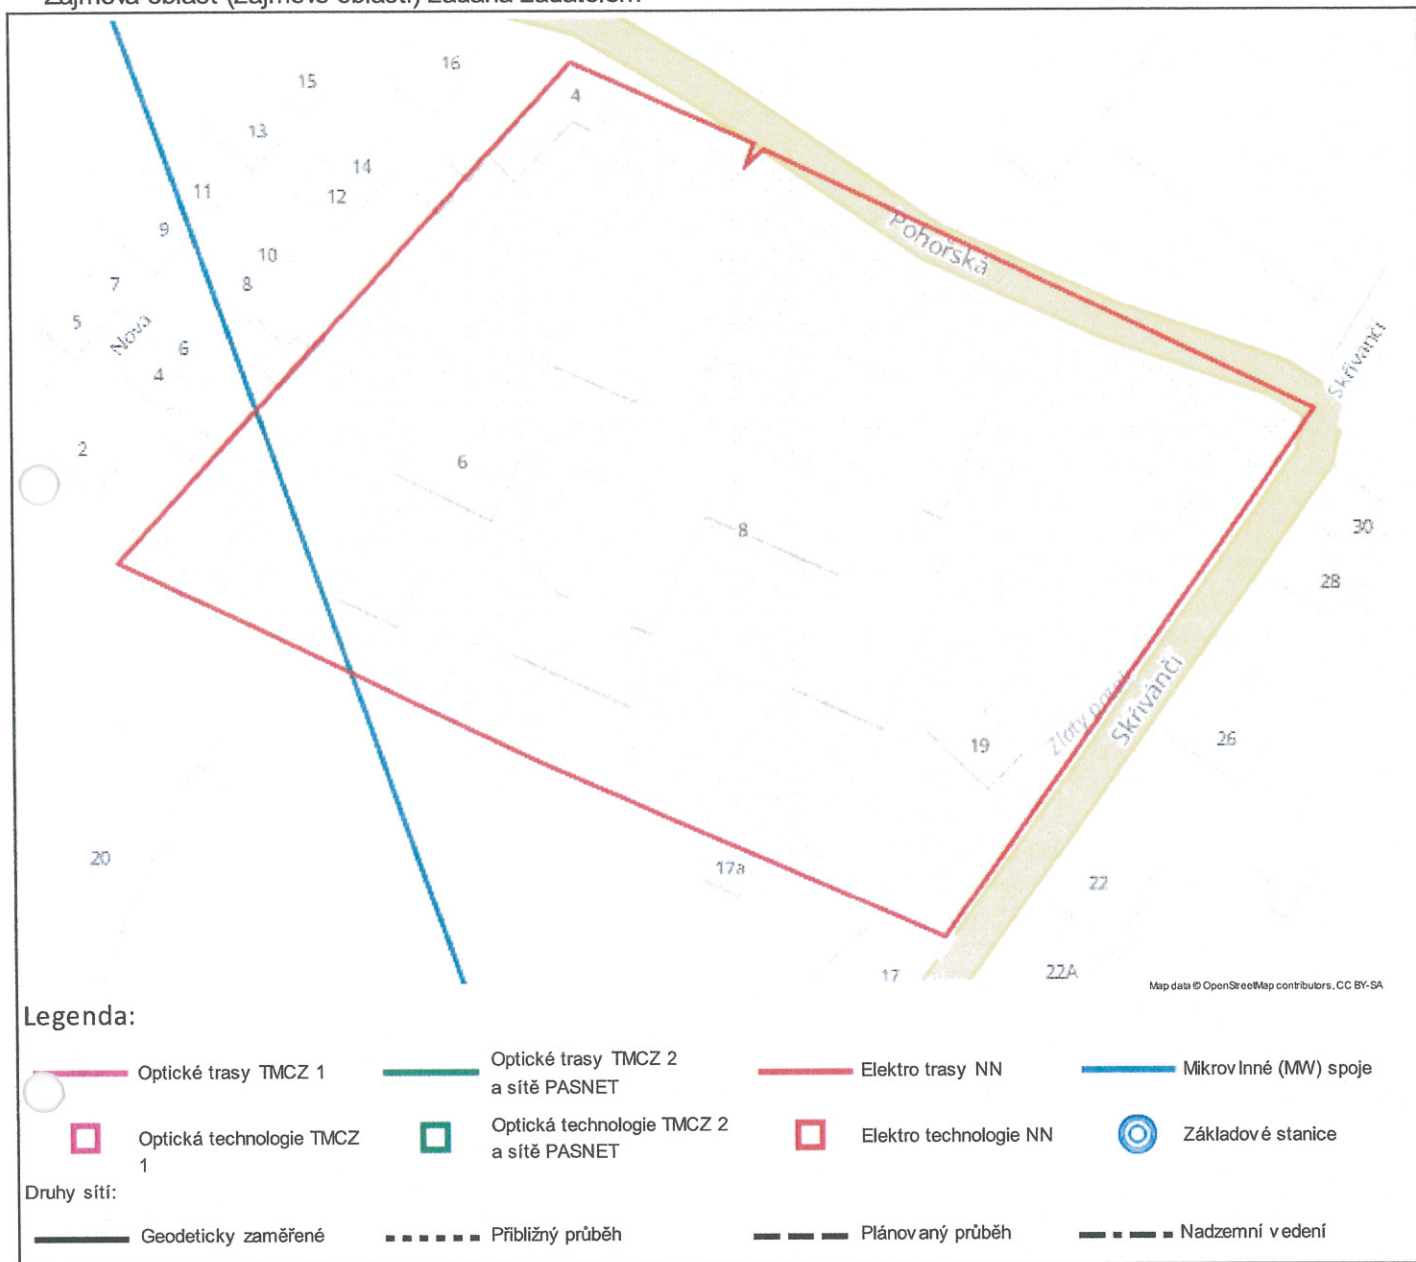 Zájmová oblast (zájmové oblasti) zadaná žadatelem
16
15
4
13
14
11
12
9
10
7
8
5
Nová
6
4
2
Pohořská
Skřivánčí
6
8
30
28
19
Zlatý potok
Skřivánčí
26
20
17a
22
17
22A
Map data © OpenStreetMap contributors, CC BY-SA
Legenda:
Optické trasy TMCZ 1
Optické trasy TMCZ 2
a sítě PASNET
Elektro trasy NN
Mikrovlnné (MW) spoje
Optická technologie TMCZ
1
Optická technologie TMCZ 2
a sítě PASNET
Elektro technologie NN
Základové stanice
Druhy sítí:
Geodeticky zaměřené
Přibližný průběh
Plánovaný průběh
Nadzemní vedení